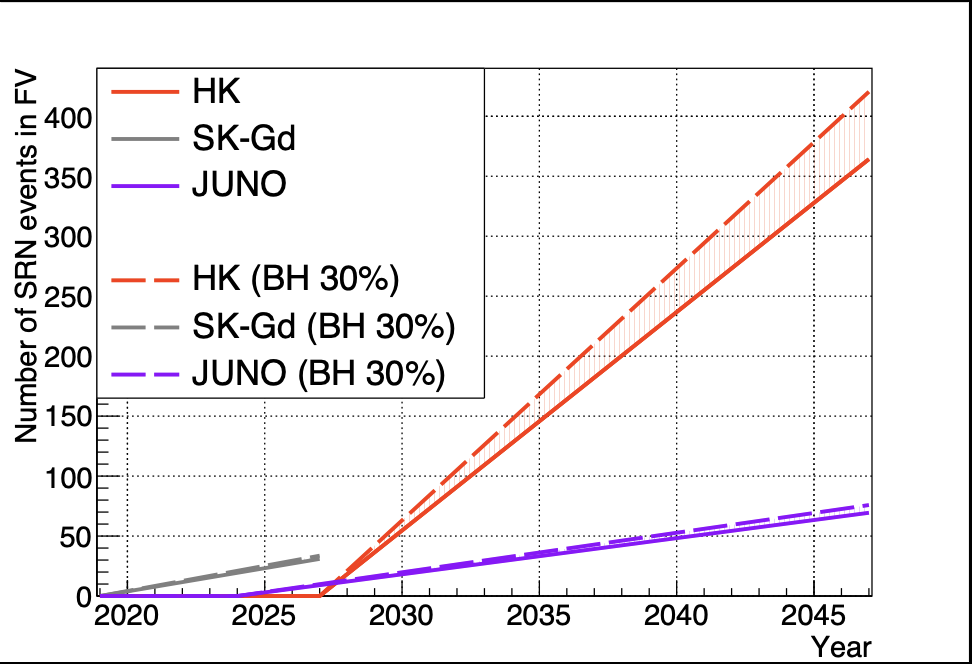 Number of SRN events in FV
HK
SK-Gd
JUNO
HK (BH 30%)
SK-Gd (BH 30%)
JUNO (BH 30%)
400
350
300
250
200
150
100
50
0
2020 2025 2030 2035 2040 2045
Year